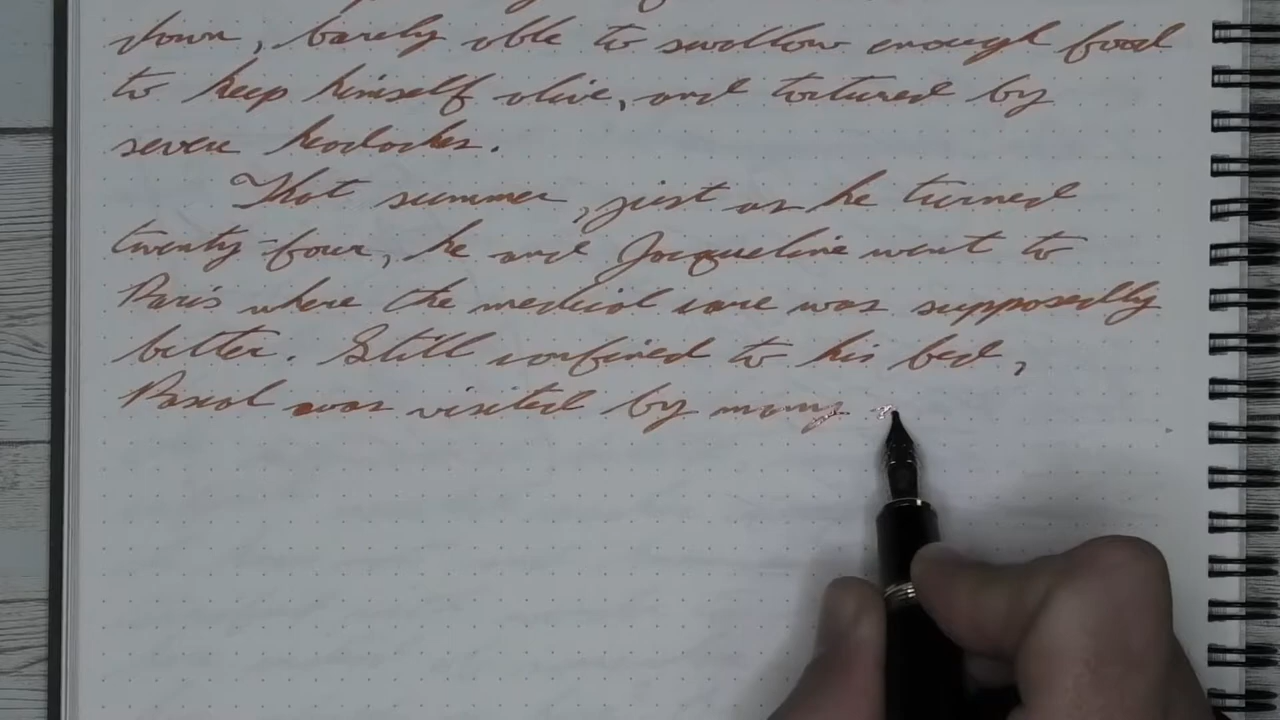 down, barely able to swallow enough food
to keep himself alive, and tortured by
severe headaches.
That summer, just as he turned
twenty-four, he and Jacqueline went to
Paris where the medical care was supposedly
better. Still confined to his bed,
Pascal was visited by many